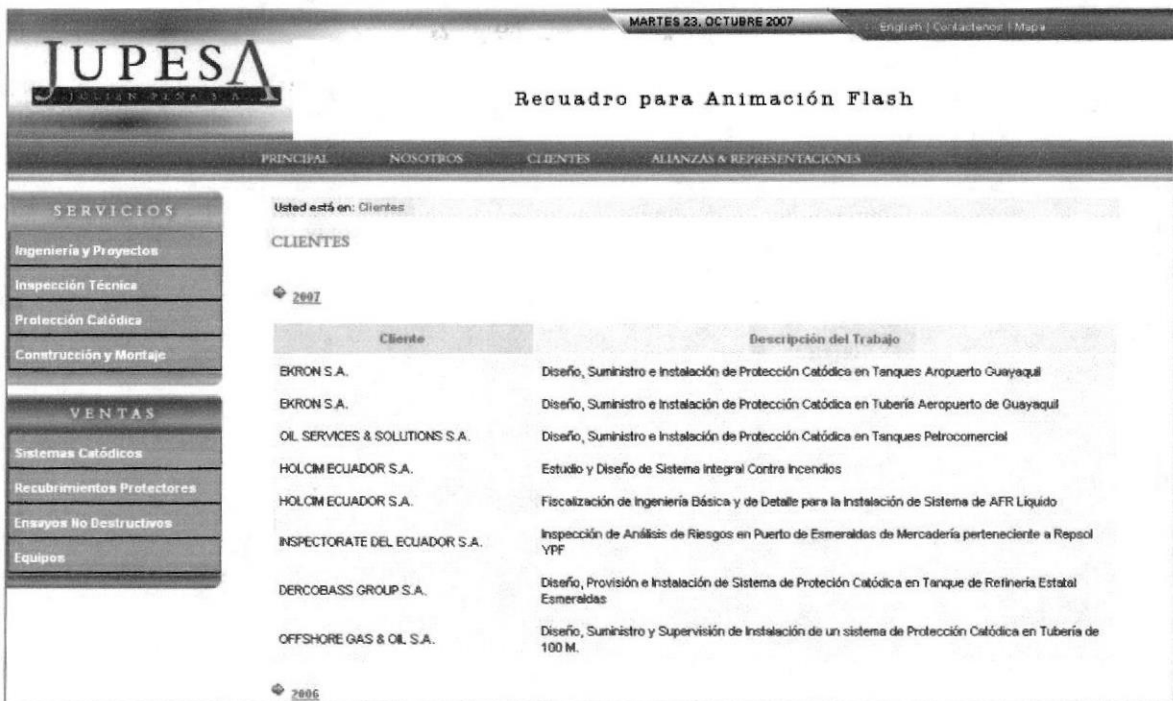 MARTES 23, OCTUBRE 2007
English | Contactenos | Mapa
JUPESA
JULIAN PEÑA S.A.
Recuadro para Animación Flash
PRINCIPAL NOSOTROS CLIENTES ALIANZAS & REPRESENTACIONES
SERVICIOS
Ingeniería y Proyectos
Inspección Técnica
Protección Catódica
Construcción y Montaje
VENTAS
Sistemas Catódicos
Recubrimientos Protectores
Ensayos No Destructivos
Equipos
Usted está en: Clientes
CLIENTES
2007
Cliente Descripción del Trabajo
EKRON S.A. Diseño, Suministro e Instalación de Protección Catódica en Tanques Aropuerto Guayaquil
EKRON S.A. Diseño, Suministro e Instalación de Protección Catódica en Tubería Aeropuerto de Guayaquil
OIL SERVICES & SOLUTIONS S.A. Diseño, Suministro e Instalación de Protección Catódica en Tanques Petrocomercial
HOLCIM ECUADOR S.A. Estudio y Diseño de Sistema Integral Contra Incendios
HOLCIM ECUADOR S.A. Fiscalización de Ingeniería Básica y de Detalle para la Instalación de Sistema de AFR Líquido
INSPECTORATE DEL ECUADOR S.A. Inspección de Análisis de Riesgos en Puerto de Esmeraldas de Mercadería perteneciente a Repsol
YPF
DERCOBASS GROUP S.A. Diseño, Provisión e Instalación de Sistema de Proteción Catódica en Tanque de Refinería Estatal
Esmeraldas
OFFSHORE GAS & OIL S.A. Diseño, Suministro y Supervisión de Instalación de un sistema de Protección Catódica en Tubería de
100 M.
2006